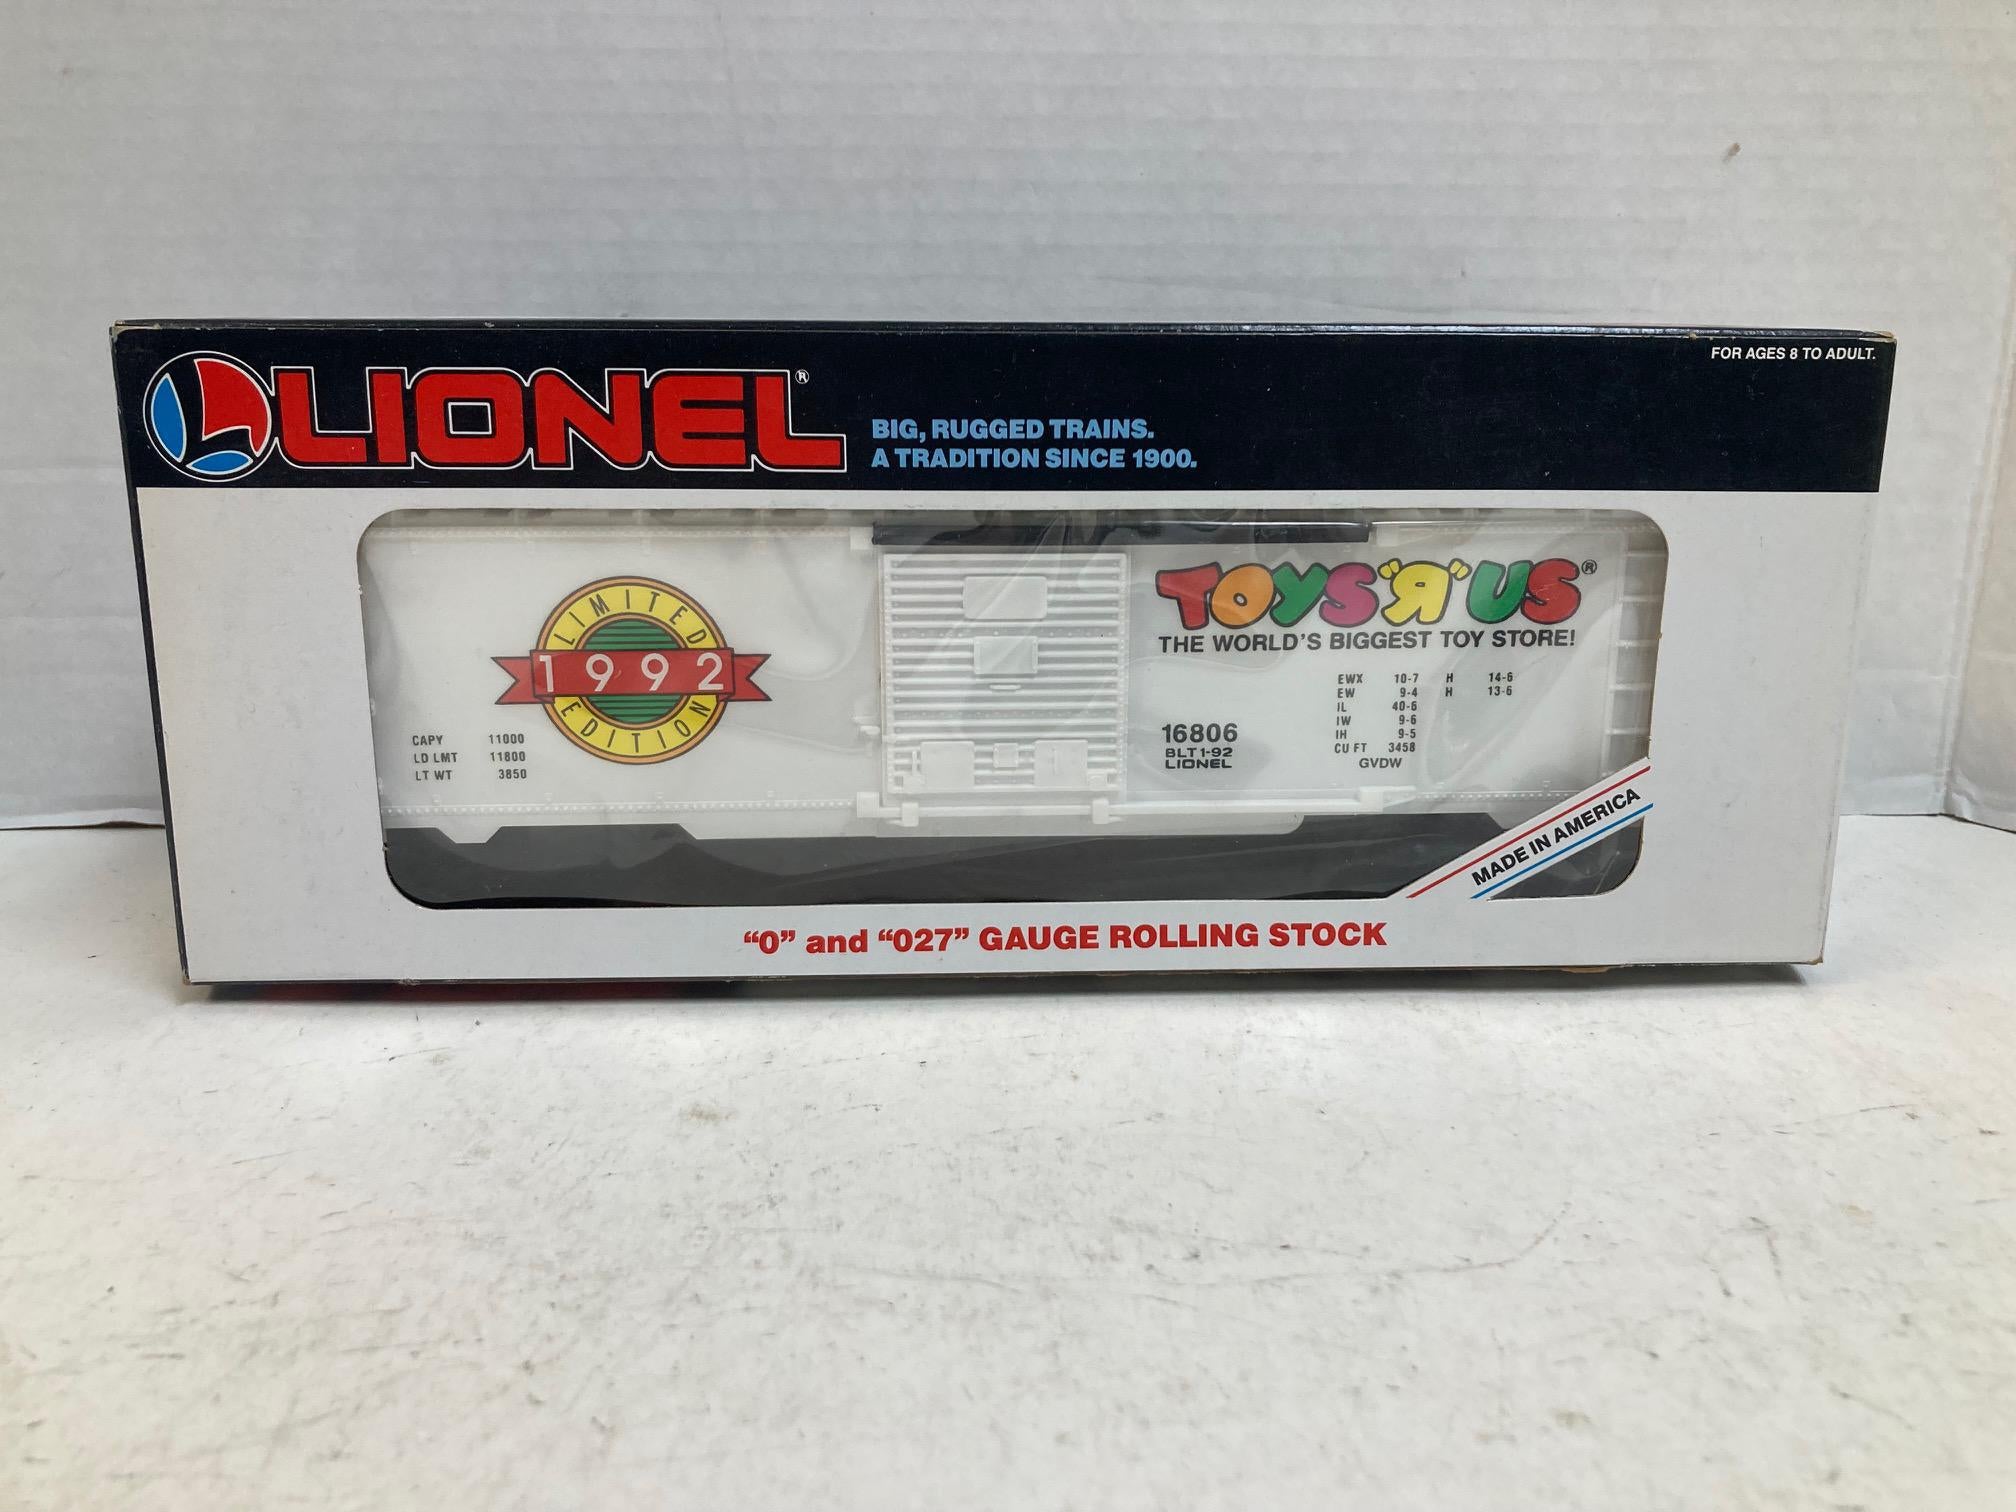 LIONEL®
BIG, RUGGED TRAINS.
A TRADITION SINCE 1900.
FOR AGES 8 TO ADULT.
LIMITED
1992
EDITION
CAPY 11000
LD LMT 11800
LT WT 3850
TOYS"Я"US®
THE WORLD'S BIGGEST TOY STORE!
16806
BLT 1-92
LIONEL
EWX 10-7 H 14-6
EW 9-4 H 13-6
IL 40-6
IW 9-6
IH 9-5
CU FT 3458
GVDW
MADE IN AMERICA
"O" and "027" GAUGE ROLLING STOCK